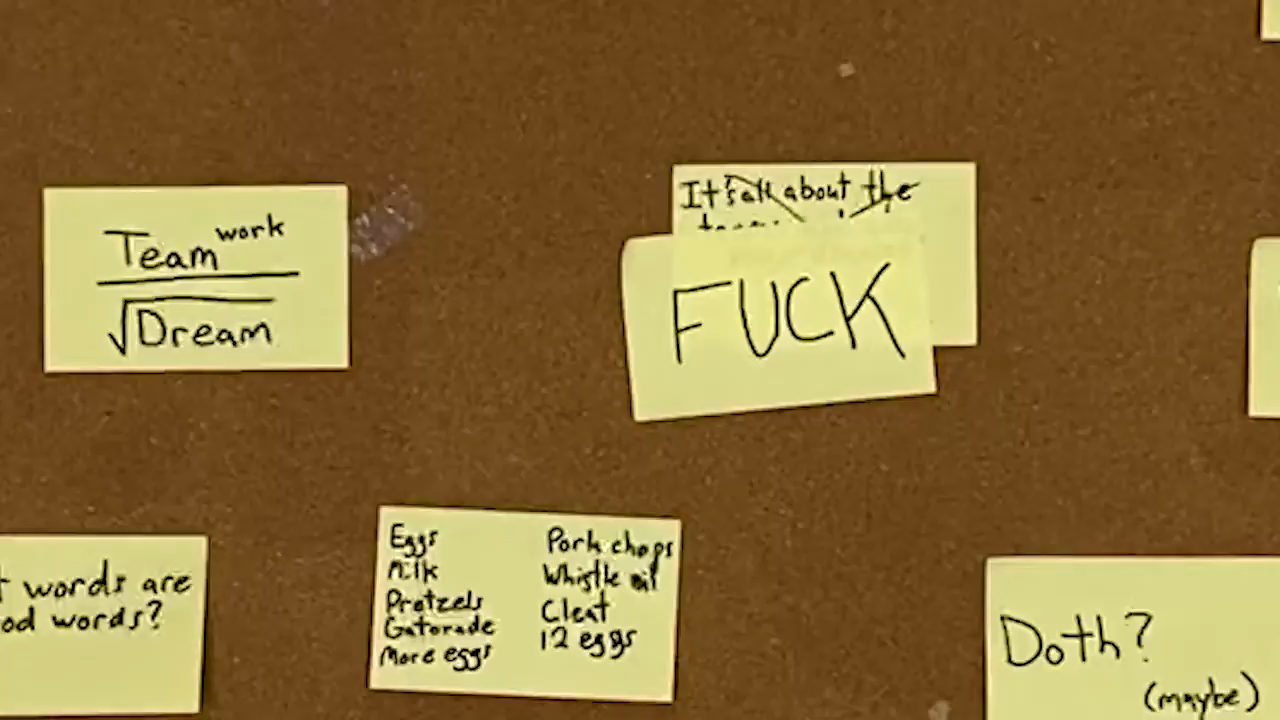 Team work
√Dream
It's all about the
FUCK
t words are
od words?
Eggs
Milk
Pretzels
Gatorade
More eggs
Pork chops
Whistle oil
Cleat
12 eggs
Doth?
(maybe)